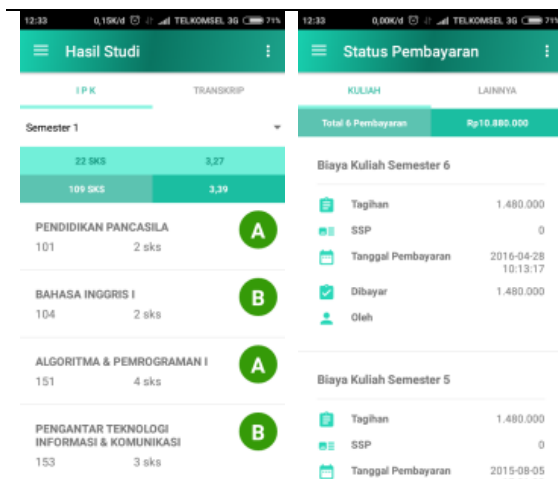 12:33 0,15K/d TELKOMSEL 3G 71%
Hasil Studi
IPK TRANSKRIP
Semester 1
22 SKS 3,27
109 SKS 3,39
PENDIDIKAN PANCASILA
101 2 sks
A
BAHASA INGGRIS I
104 2 sks
B
ALGORITMA & PEMROGRAMAN I
151 4 sks
A
PENGANTAR TEKNOLOGI
INFORMASI & KOMUNIKASI
153 3 sks
B
12:33 0,00K/d TELKOMSEL 3G 71%
Status Pembayaran
KULIAH LAINNYA
Total 6 Pembayaran Rp10.880.000
Biaya Kuliah Semester 6
Tagihan 1.480.000
SSP 0
Tanggal Pembayaran 2016-04-28
10:13:17
Dibayar 1.480.000
Oleh
Biaya Kuliah Semester 5
Tagihan 1.480.000
SSP 0
Tanggal Pembayaran 2015-08-05